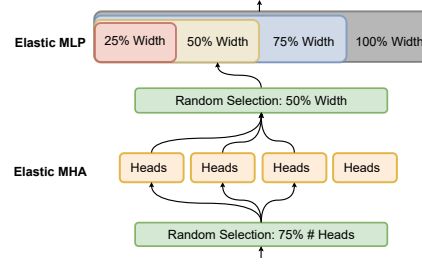 Elastic MLP
25% Width
50% Width
75% Width
100% Width
Random Selection: 50% Width
Elastic MHA
Heads
Heads
Heads
Heads
Random Selection: 75% # Heads